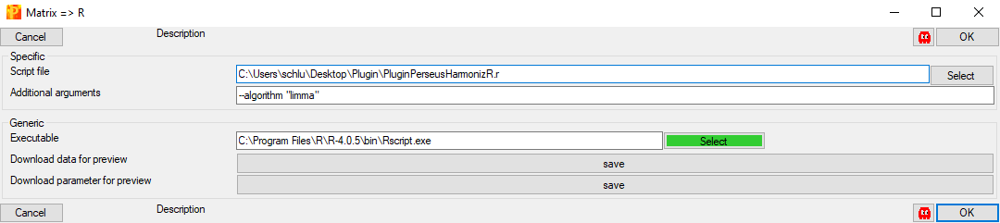 Matrix => R
Cancel Description OK
Specific
Script file C:\Users\schlu\Desktop\Plugin\PluginPerseusHarmonizR.r Select
Additional arguments --algorithm "limma"
Generic
Executable C:\Program Files\R\R-4.0.5\bin\Rscript.exe Select
Download data for preview save
Download parameter for preview save
Cancel Description OK